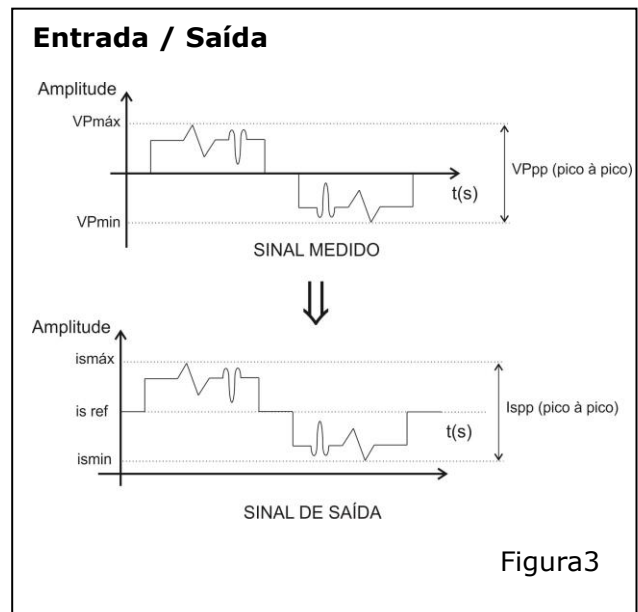 Entrada / Saída
Amplitude
VPmáx
VPpp (pico à pico)
t(s)
VPmin
SINAL MEDIDO
Amplitude
ismáx
is ref
Ispp (pico à pico)
t(s)
ismin
SINAL DE SAÍDA
Figura3